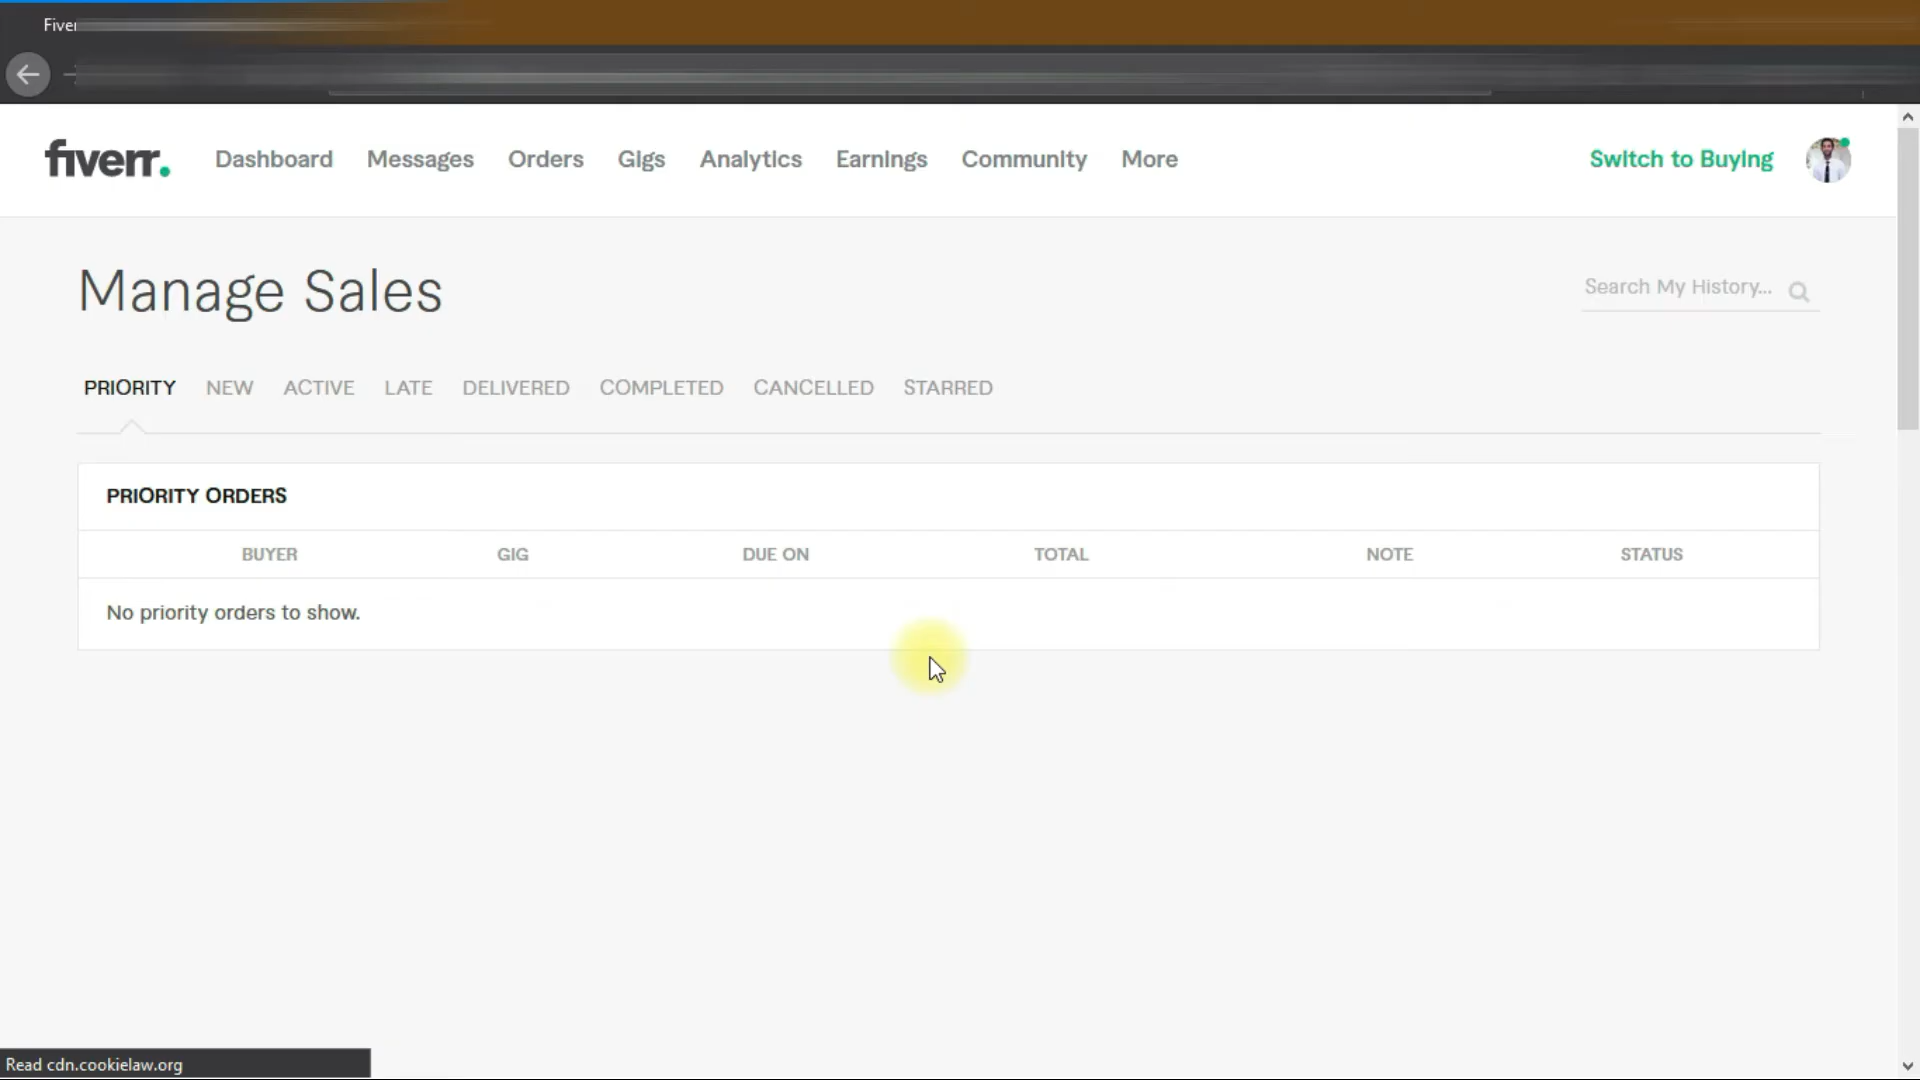 Fiver
fiverr.
Dashboard Messages Orders Gigs Analytics Earnings Community More Switch to Buying
Manage Sales
Search My History...
PRIORITY NEW ACTIVE LATE DELIVERED COMPLETED CANCELLED STARRED
PRIORITY ORDERS
BUYER GIG DUE ON TOTAL NOTE STATUS
No priority orders to show.
Read cdn.cookielaw.org